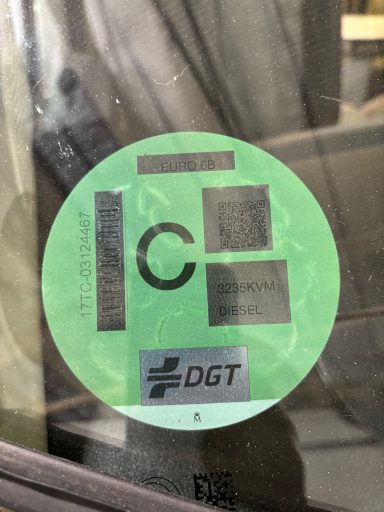 EURO 6B
17TC-03124467
C
3235KVM
DIESEL
DGT
M